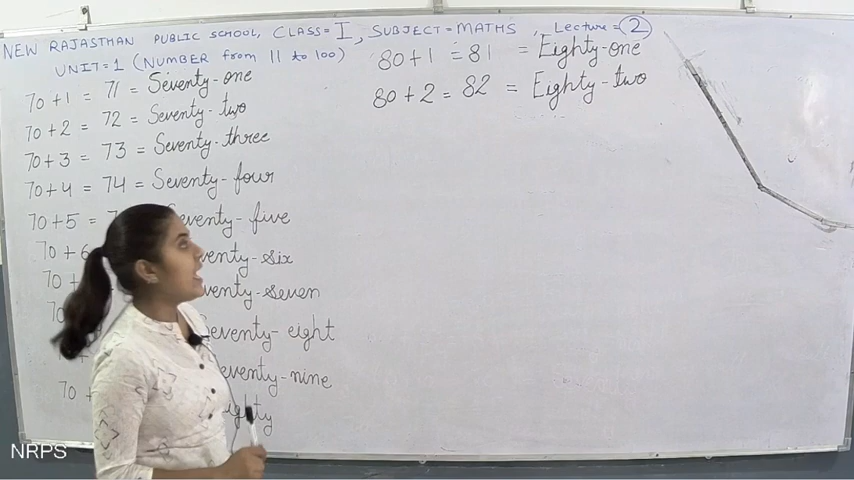 NEW RAJASTHAN PUBLIC SCHOOL, CLASS=I, SUBJECT=MATHS, Lecture=2
UNIT=1 (NUMBER from 11 to 100)
70+1 = 71 = Seventy-one
70+2 = 72 = Seventy-two
70+3 = 73 = Seventy-three
70+4 = 74 = Seventy-four
70+5 = 7 Seventy-five
70+6 venty-six
70+ venty-seven
70 Seventy-eight
eventy-nine
70 + ighty
80+1 = 81 = Eighty-one
80+2 = 82 = Eighty-two
NRPS